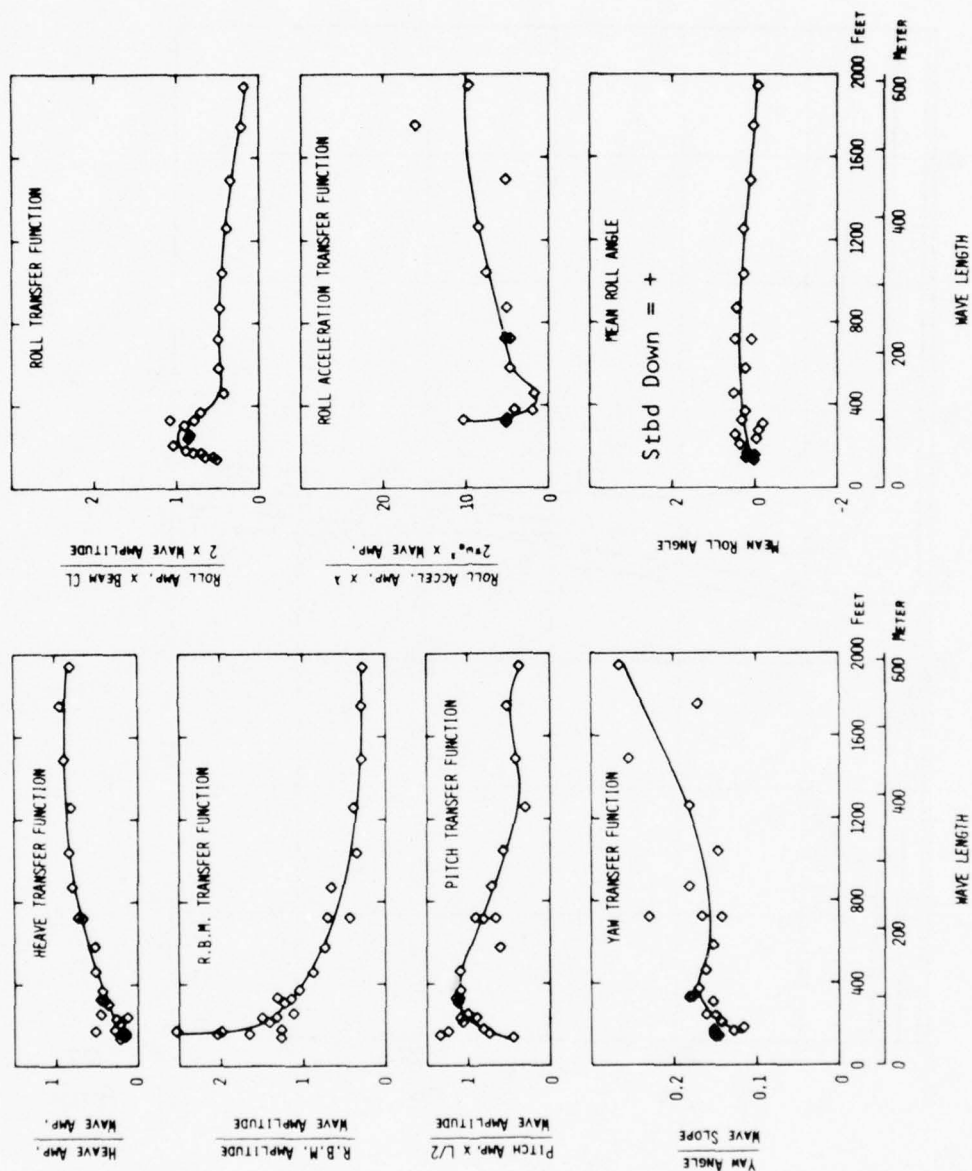 HEAVE TRANSFER FUNCTION
HEAVE AMP.
WAVE AMP.
1
0
R.B.M. TRANSFER FUNCTION
R.B.M. AMPLITUDE
WAVE AMPLITUDE
2
1
0
PITCH TRANSFER FUNCTION
PITCH AMP. x L/2
WAVE AMPLITUDE
1
0
YAW TRANSFER FUNCTION
YAW ANGLE
WAVE SLOPE
0.2
0.1
0
0 400 800 1200 1600 2000 FEET
0 200 400 600 METER
WAVE LENGTH
ROLL TRANSFER FUNCTION
ROLL AMP. x BEAM CL
2 x WAVE AMPLITUDE
2
1
0
ROLL ACCELERATION TRANSFER FUNCTION
ROLL ACCEL. AMP. x λ
x WAVE AMP.
20
10
0
MEAN ROLL ANGLE
Stbd Down = +
MEAN ROLL ANGLE
2
0
-2
0 400 800 1200 1600 2000 FEET
0 200 400 600 METER
WAVE LENGTH